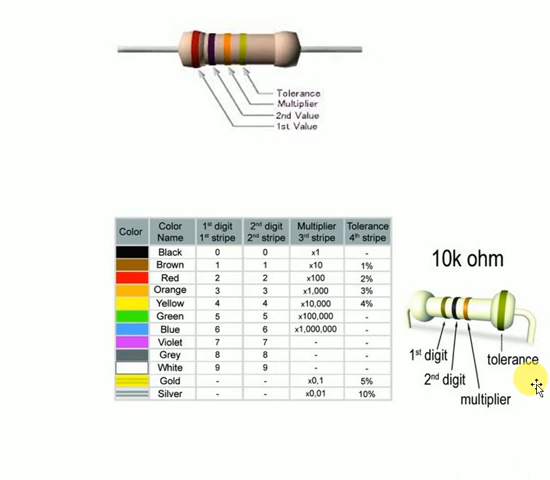 Tolerance
Multiplier
2nd Value
1st Value
Color Color Name 1st digit 1st stripe 2nd digit 2nd stripe Multiplier 3rd stripe Tolerance 4th stripe
Black 0 0 x1 -
Brown 1 1 x10 1%
Red 2 2 x100 2%
Orange 3 3 x1,000 3%
Yellow 4 4 x10,000 4%
Green 5 5 x100,000 -
Blue 6 6 x1,000,000 -
Violet 7 7 - -
Grey 8 8 - -
White 9 9 - -
Gold - - x0,1 5%
Silver - - x0,01 10%
10k ohm
1st digit
tolerance
2nd digit
multiplier